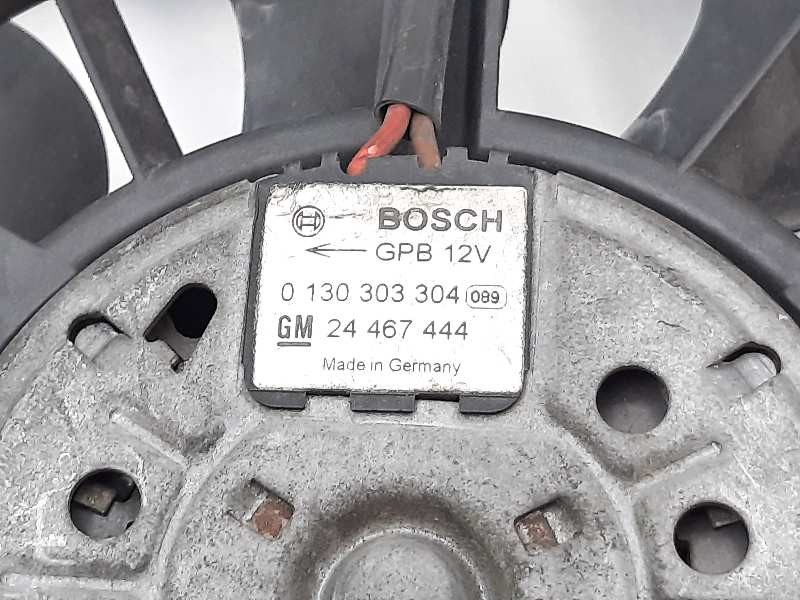 BOSCH
GPB 12V
0 130 303 304 089
GM 24 467 444
Made in Germany